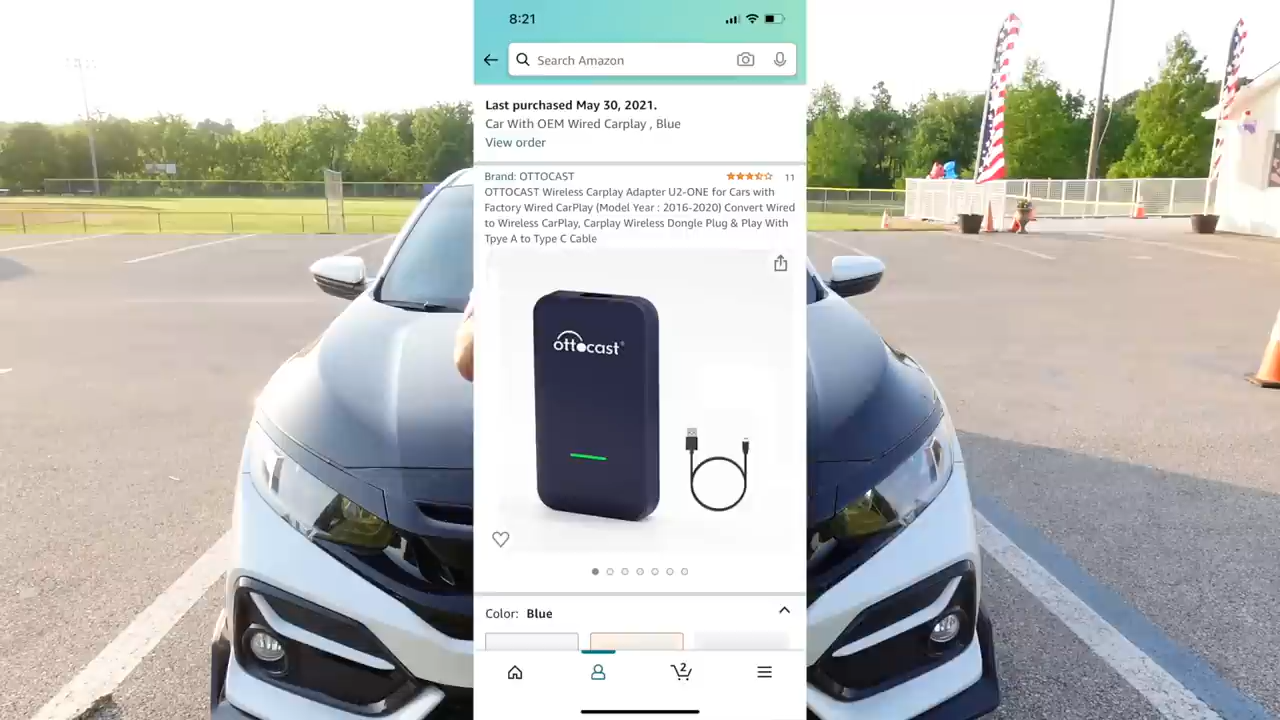 8:21
Search Amazon
Last purchased May 30, 2021.
Car With OEM Wired Carplay , Blue
View order
Brand: OTTOCAST
11
OTTOCAST Wireless Carplay Adapter U2-ONE for Cars with
Factory Wired CarPlay (Model Year : 2016-2020) Convert Wired
to Wireless CarPlay, Carplay Wireless Dongle Plug & Play With
Tpye A to Type C Cable
ottocast®
Color: Blue
2